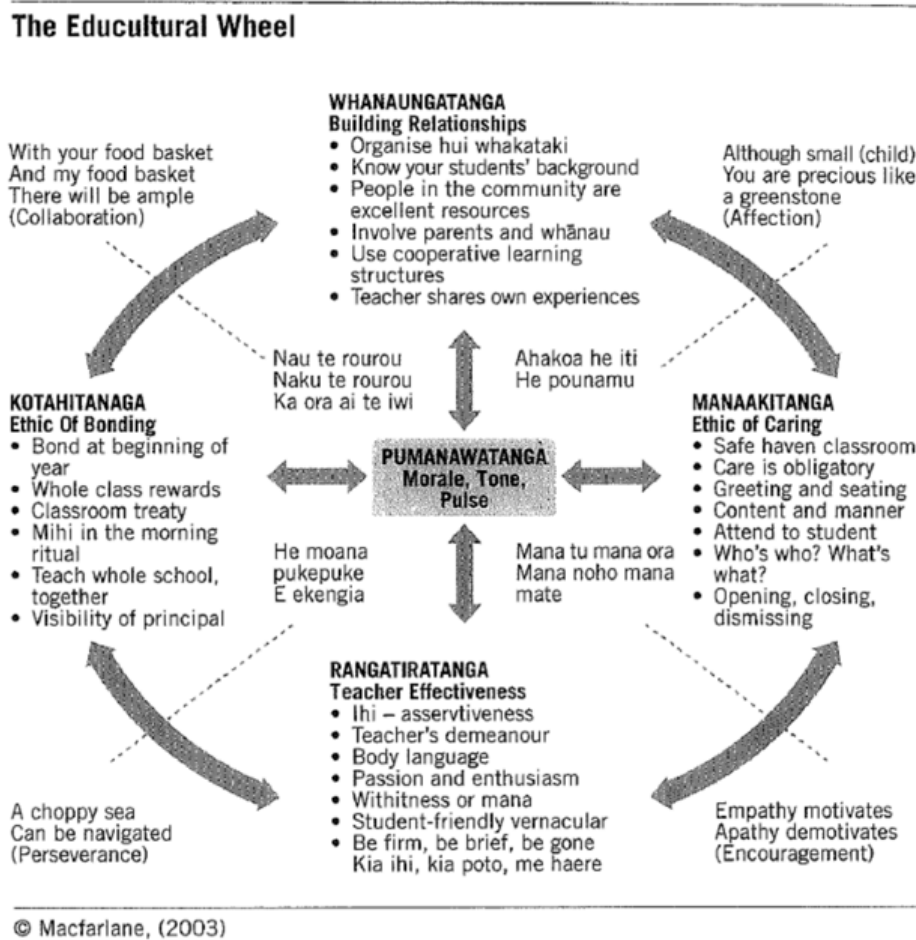 The Educultural Wheel
WHANAUNGATANGA
Building Relationships
• Organise hui whakataki
• Know your students' background
• People in the community are
excellent resources
• Involve parents and whānau
• Use cooperative learning
structures
• Teacher shares own experiences
With your food basket
And my food basket
There will be ample
(Collaboration)
Although small (child)
You are precious like
a greenstone
(Affection)
Nau te rourou
Naku te rourou
Ka ora ai te iwi
Ahakoa he iti
He pounamu
KOTAHITANAGA
Ethic Of Bonding
• Bond at beginning of
year
• Whole class rewards
• Classroom treaty
• Mihi in the morning
ritual
• Teach whole school,
together
• Visibility of principal
PUMANAWATANGA
Morale, Tone,
Pulse
MANAAKITANGA
Ethic of Caring
• Safe haven classroom
• Care is obligatory
• Greeting and seating
• Content and manner
• Attend to student
• Who's who? What's
what?
• Opening, closing,
dismissing
He moana
pukepuke
E ekengia
Mana tu mana ora
Mana noho mana
mate
RANGATIRATANGA
Teacher Effectiveness
• Ihi – asservtiveness
• Teacher's demeanour
• Body language
• Passion and enthusiasm
• Withitness or mana
• Student-friendly vernacular
• Be firm, be brief, be gone
Kia ihi, kia poto, me haere
A choppy sea
Can be navigated
(Perseverance)
Empathy motivates
Apathy demotivates
(Encouragement)
© Macfarlane, (2003)